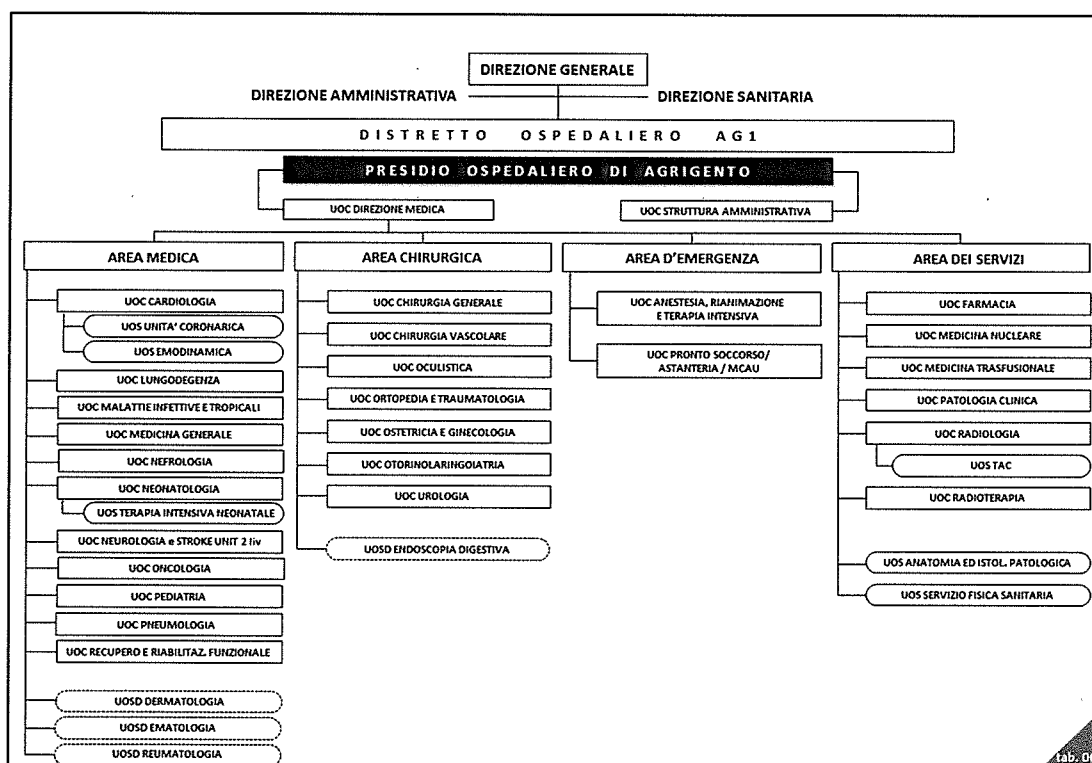 DIREZIONE GENERALE
DIREZIONE AMMINISTRATIVA
DIREZIONE SANITARIA
DISTRETTO OSPEDALIERO AG1
PRESIDIO OSPEDALIERO DI AGRIGENTO
UOC DIREZIONE MEDICA
UOC STRUTTURA AMMINISTRATIVA
AREA MEDICA
UOC CARDIOLOGIA
UOS UNITA' CORONARICA
UOS EMODINAMICA
UOC LUNGODEGENZA
UOC MALATTIE INFETTIVE E TROPICALI
UOC MEDICINA GENERALE
UOC NEFROLOGIA
UOC NEONATOLOGIA
UOS TERAPIA INTENSIVA NEONATALE
UOC NEUROLOGIA e STROKE UNIT 2 liv
UOC ONCOLOGIA
UOC PEDIATRIA
UOC PNEUMOLOGIA
UOC RECUPERO E RIABILITAZ. FUNZIONALE
UOSD DERMATOLOGIA
UOSD EMATOLOGIA
UOSD REUMATOLOGIA
AREA CHIRURGICA
UOC CHIRURGIA GENERALE
UOC CHIRURGIA VASCOLARE
UOC OCULISTICA
UOC ORTOPEDIA E TRAUMATOLOGIA
UOC OSTETRICIA E GINECOLOGIA
UOC OTORINOLARINGOIATRIA
UOC UROLOGIA
UOSD ENDOSCOPIA DIGESTIVA
AREA D'EMERGENZA
UOC ANESTESIA, RIANIMAZIONE
E TERAPIA INTENSIVA
UOC PRONTO SOCCORSO/
ASTANTERIA / MCAU
AREA DEI SERVIZI
UOC FARMACIA
UOC MEDICINA NUCLEARE
UOC MEDICINA TRASFUSIONALE
UOC PATOLOGIA CLINICA
UOC RADIOLOGIA
UOS TAC
UOC RADIOTERAPIA
UOS ANATOMIA ED ISTOL. PATOLOGICA
UOS SERVIZIO FISICA SANITARIA
tab.